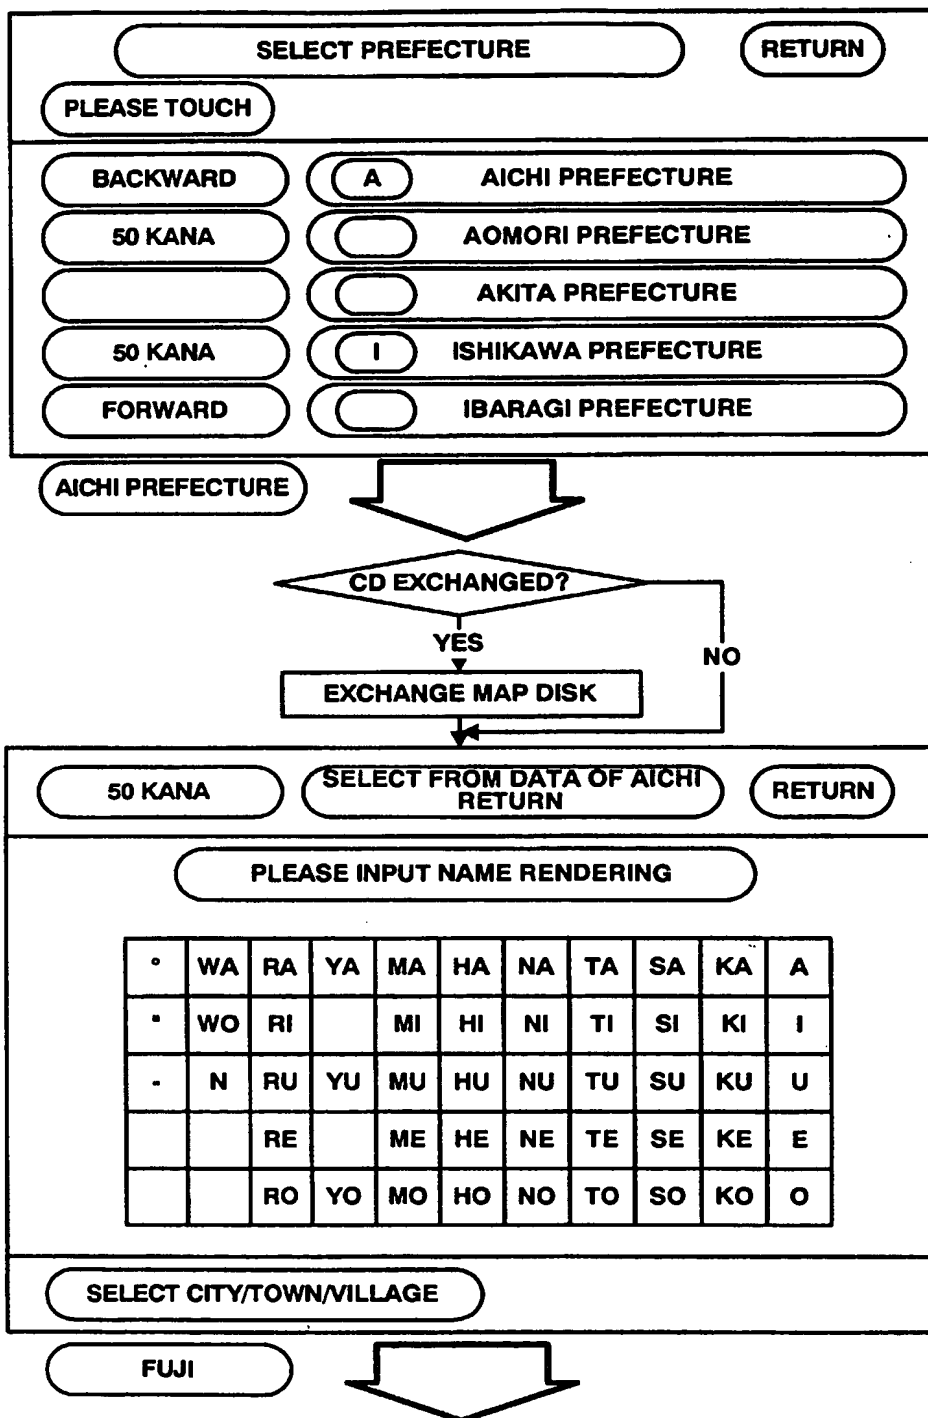 SELECT PREFECTURE RETURN
PLEASE TOUCH
BACKWARD A AICHI PREFECTURE
50 KANA AOMORI PREFECTURE
AKITA PREFECTURE
50 KANA I ISHIKAWA PREFECTURE
FORWARD IBARAGI PREFECTURE
AICHI PREFECTURE
CD EXCHANGED?
YES
NO
EXCHANGE MAP DISK
50 KANA SELECT FROM DATA OF AICHI RETURN
RETURN
PLEASE INPUT NAME RENDERING
° WA RA YA MA HA NA TA SA KA A
" WO RI MI HI NI TI SI KI I
- N RU YU MU HU NU TU SU KU U
RE ME HE NE TE SE KE E
RO YO MO HO NO TO SO KO O
SELECT CITY/TOWN/VILLAGE
FUJI